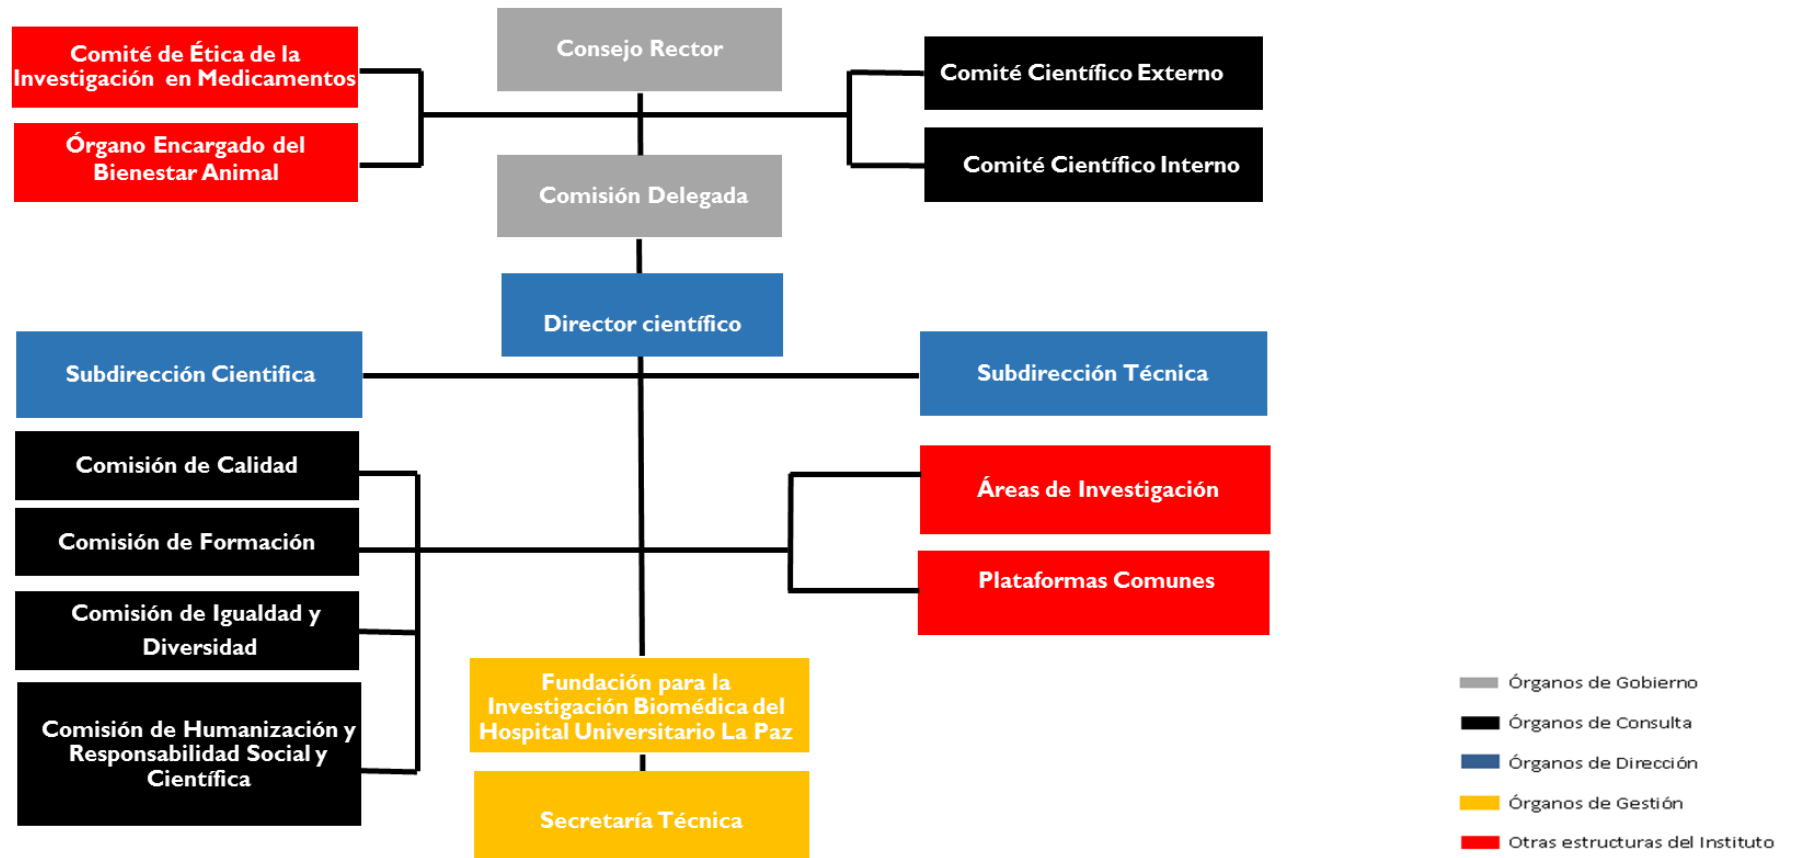 Comité de Ética de la
Investigación en Medicamentos
Órgano Encargado del
Bienestar Animal
Consejo Rector
Comisión Delegada
Comité Científico Externo
Comité Científico Interno
Director científico
Subdirección Cientifica
Subdirección Técnica
Comisión de Calidad
Comisión de Formación
Comisión de Igualdad y
Diversidad
Comisión de Humanización y
Responsabilidad Social y
Científica
Áreas de Investigación
Plataformas Comunes
Fundación para la
Investigación Biomédica del
Hospital Universitario La Paz
Secretaría Técnica
Órganos de Gobierno
Órganos de Consulta
Órganos de Dirección
Órganos de Gestión
Otras estructuras del Instituto